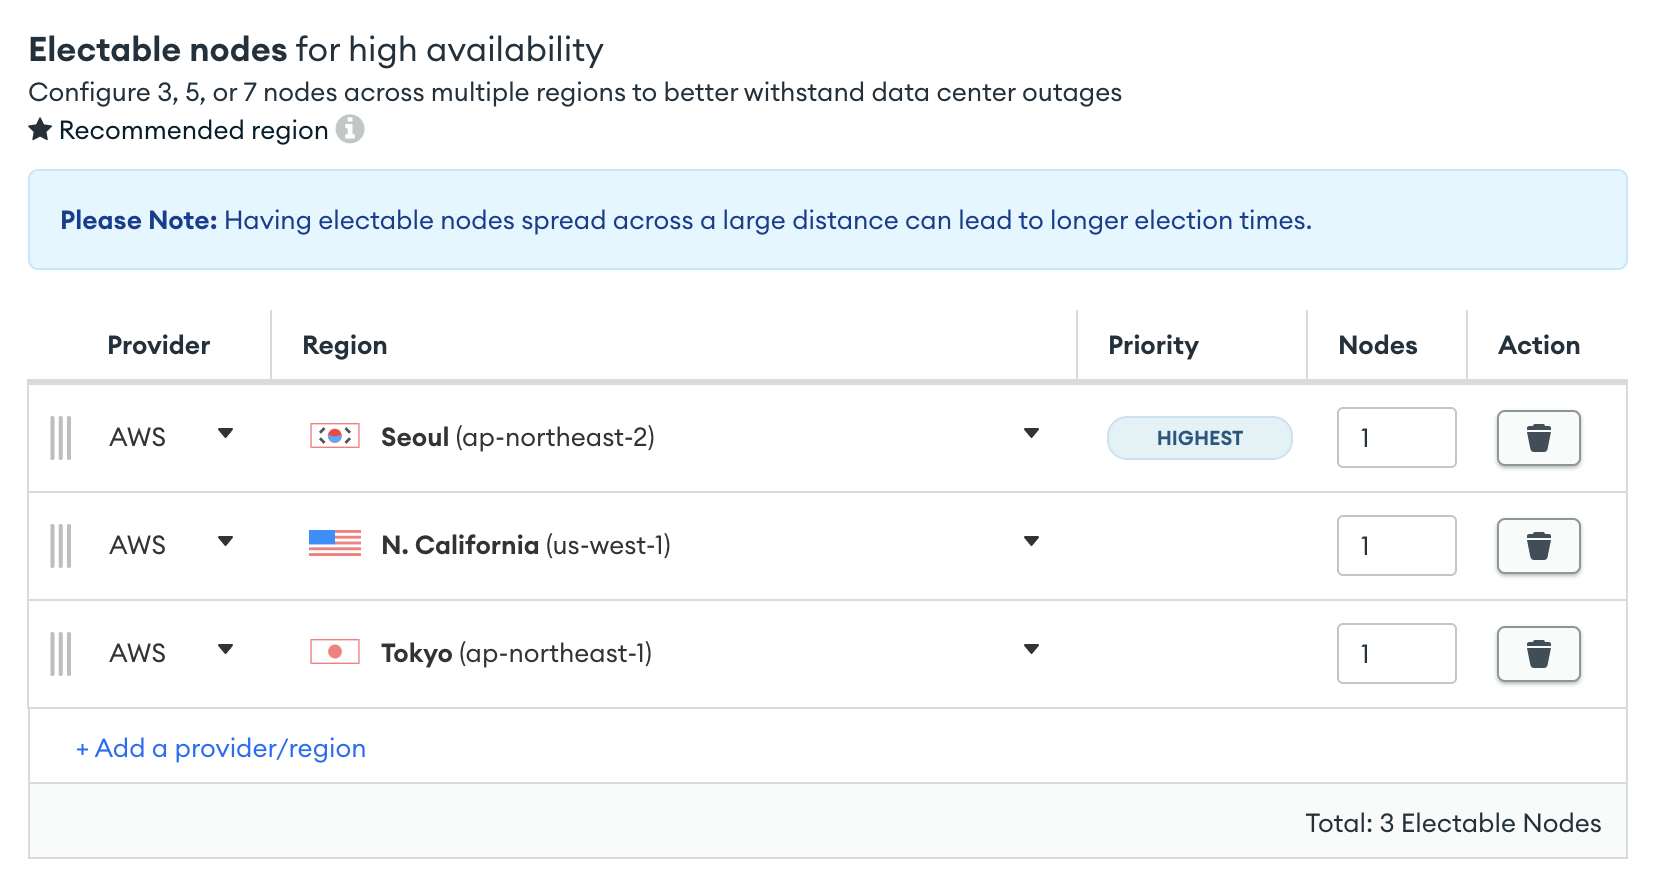 Electable nodes for high availability
Configure 3, 5, or 7 nodes across multiple regions to better withstand data center outages
★ Recommended region i
Please Note: Having electable nodes spread across a large distance can lead to longer election times.
Provider Region Priority Nodes Action
AWS Seoul (ap-northeast-2) HIGHEST 1
AWS N. California (us-west-1) 1
AWS Tokyo (ap-northeast-1) 1
+ Add a provider/region
Total: 3 Electable Nodes